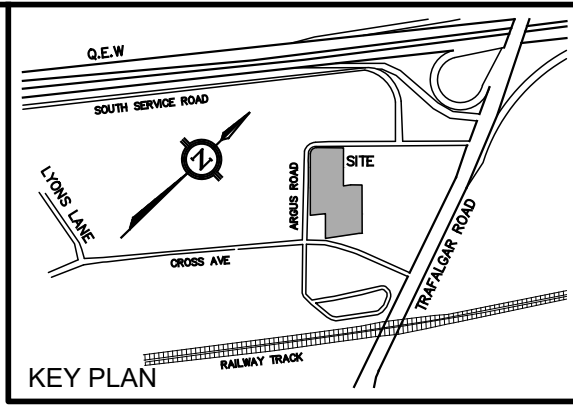 Q.E.W
SOUTH SERVICE ROAD
N
SITE
ARGUS ROAD
LYONS LANE
CROSS AVE
TRAFALGAR ROAD
RAILWAY TRACK
KEY PLAN